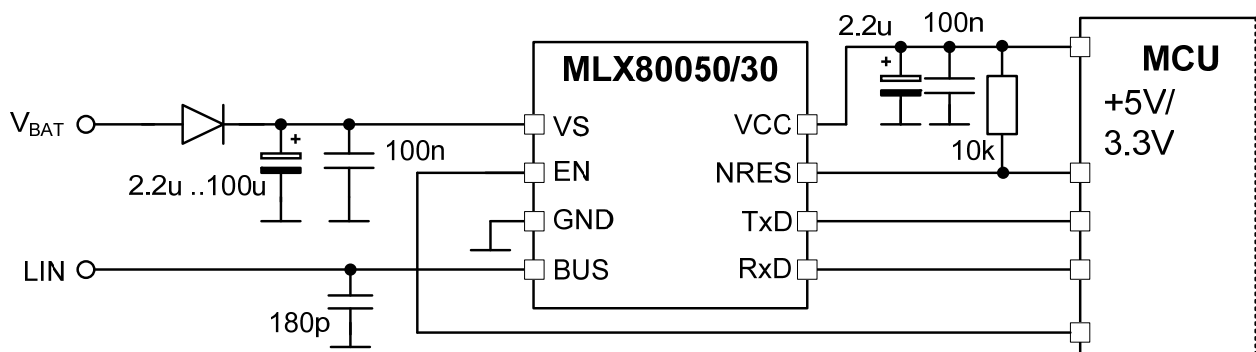 2.2u 100n
MLX80050/30
MCU
+5V/
3.3V
V_BAT
VS
VCC
100n
10k
2.2u ..100u
+
+
EN
NRES
GND
TxD
LIN
BUS
RxD
180p